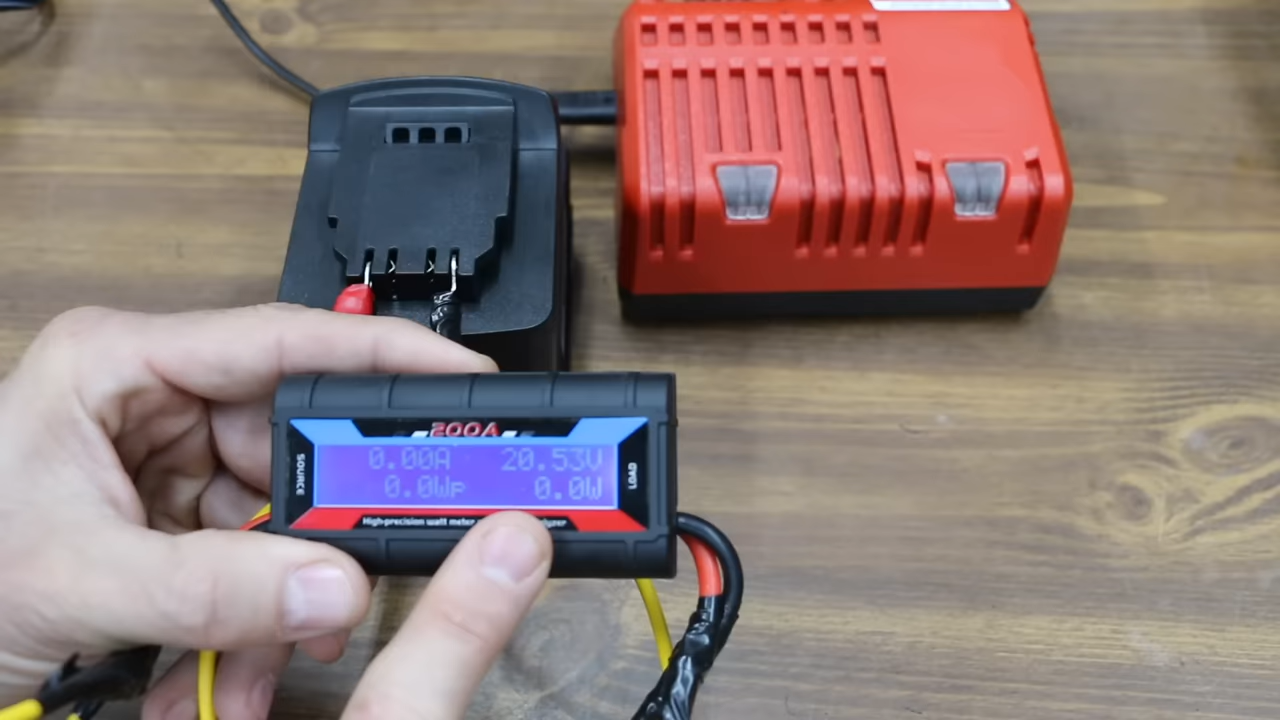 200A
SOURCE
0.00A 20.53V
LOAD
0.0Wp 0.0W
High-precision watt meter